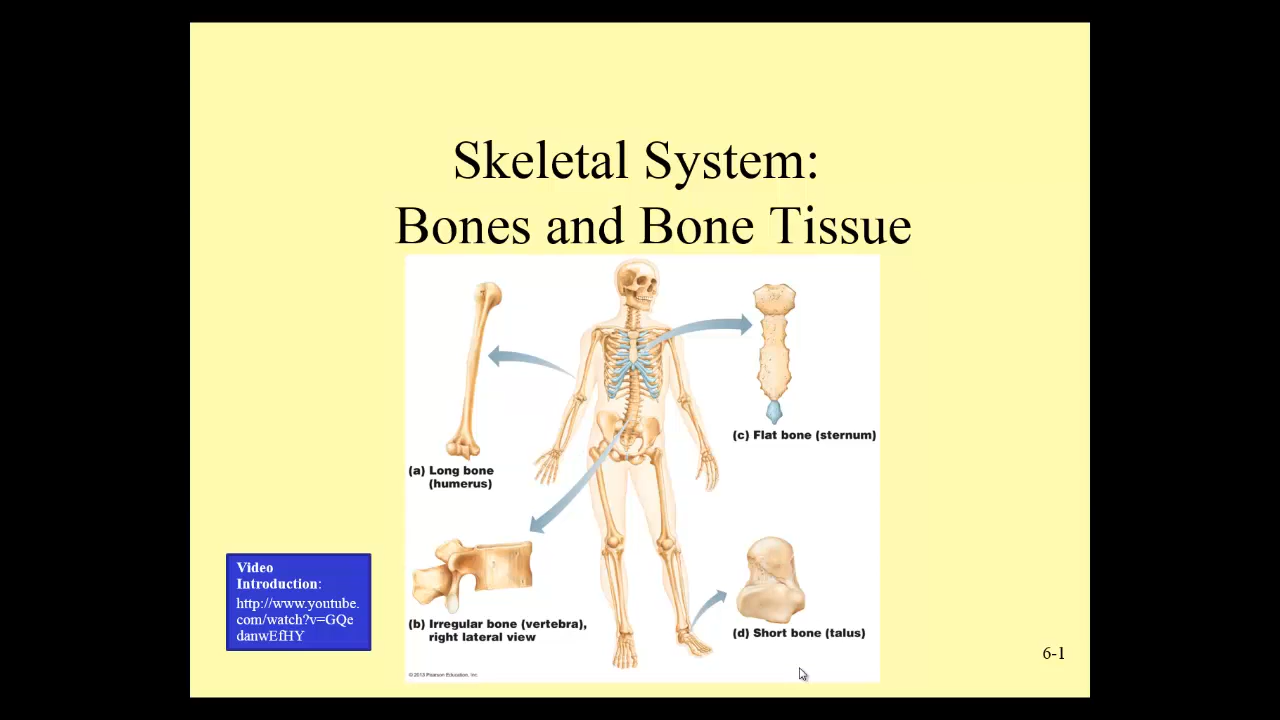 Skeletal System:
Bones and Bone Tissue
(a) Long bone
(humerus)
(c) Flat bone (sternum)
(b) Irregular bone (vertebra),
right lateral view
(d) Short bone (talus)
© 2013 Pearson Education, Inc.
Video
Introduction:
http://www.youtube.
com/watch?v=GQe
danwEfHY
6-1